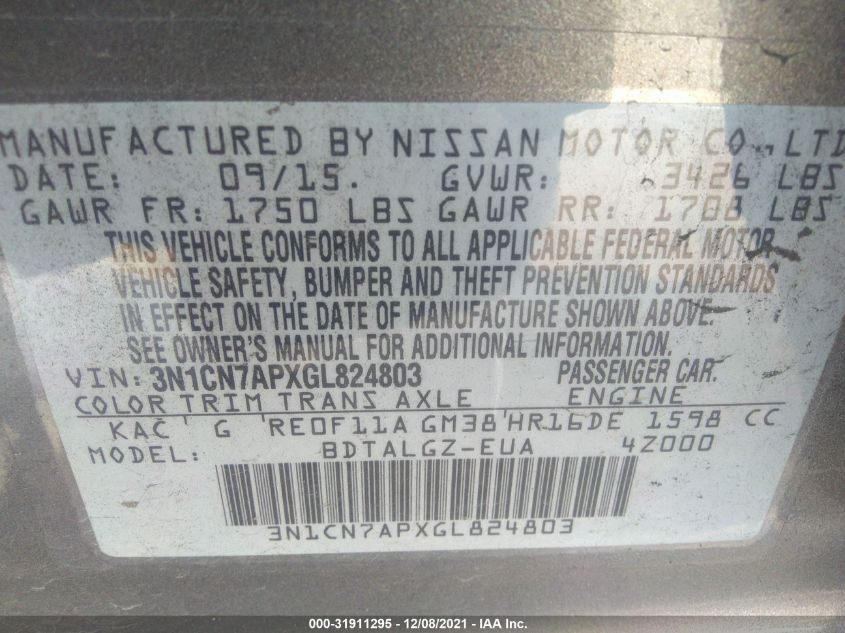 MANUFACTURED BY NISSAN MOTOR CO., LTD
DATE: 09/15. GVWR: 3426 LBS
GAWR FR: 1750 LBS GAWR RR: 1788 LBS
THIS VEHICLE CONFORMS TO ALL APPLICABLE FEDERAL MOTOR
VEHICLE SAFETY, BUMPER AND THEFT PREVENTION STANDARDS
IN EFFECT ON THE DATE OF MANUFACTURE SHOWN ABOVE.
SEE OWNER'S MANUAL FOR ADDITIONAL INFORMATION.
VIN: 3N1CN7APXGL824803 PASSENGER CAR.
COLOR TRIM TRANS AXLE ENGINE
KAC ' G 'RE0F11A GM38'HR16DE 1598 CC
MODEL: BDTALGZ-EUA 4Z000
3N1CN7APXGL824803
000-31911295 - 12/08/2021 - IAA Inc.